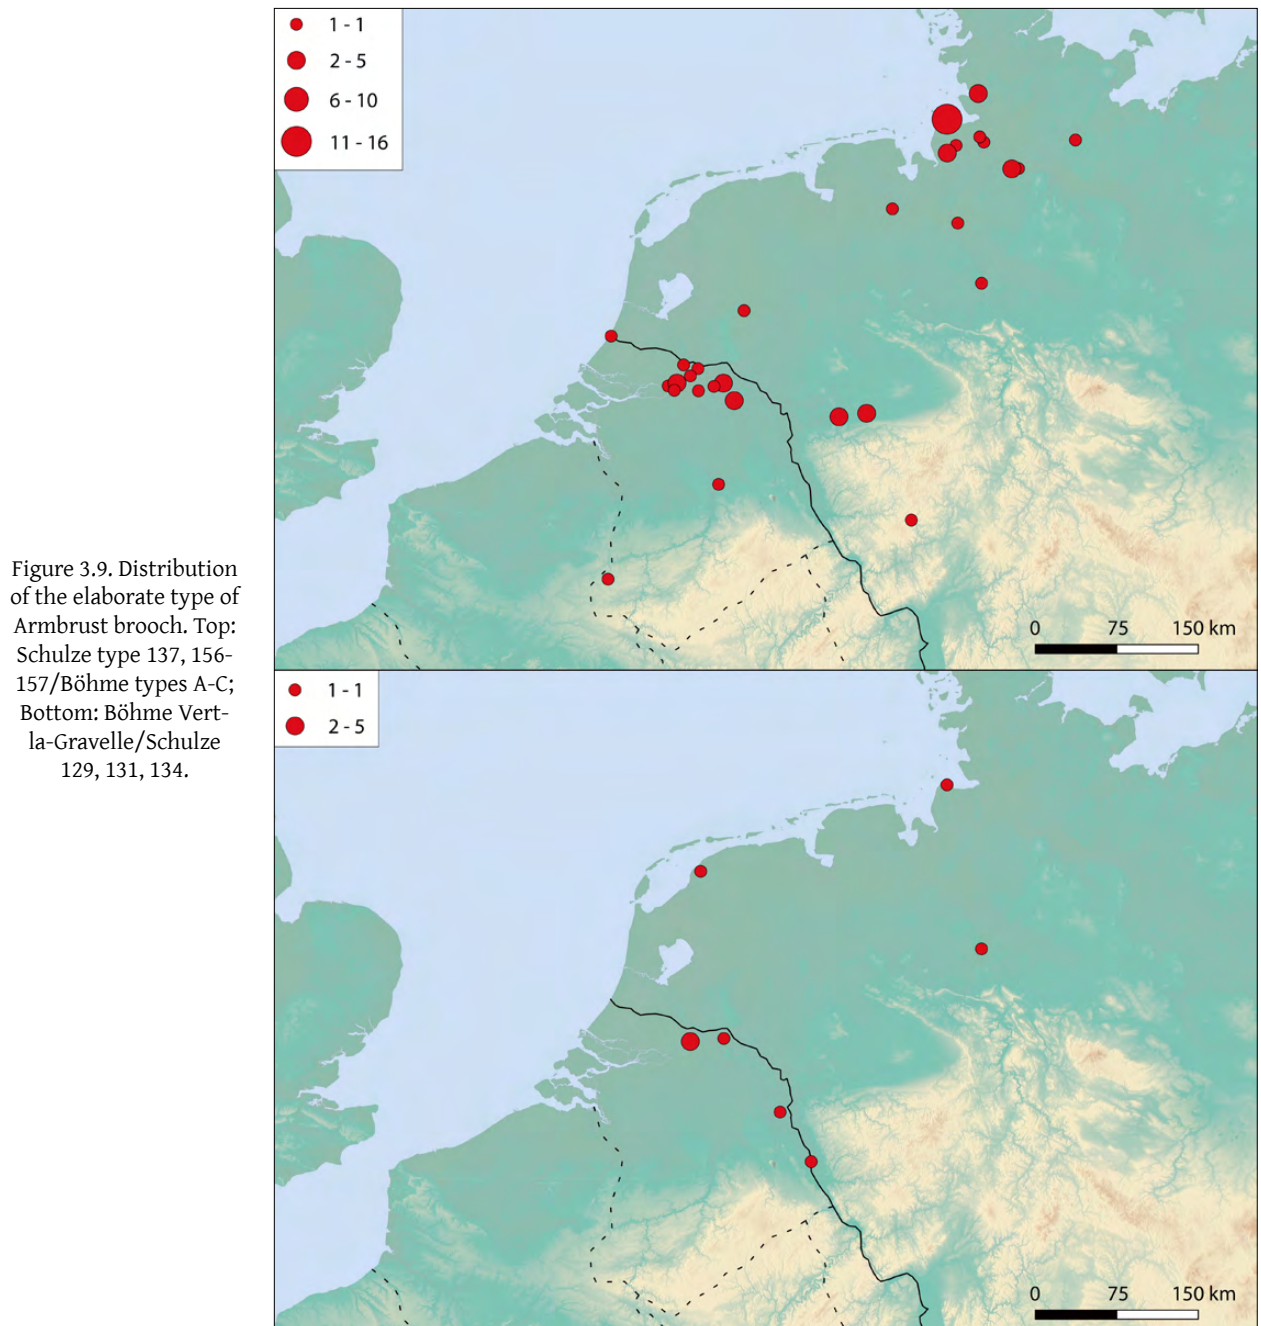 1 - 1
2 - 5
6 - 10
11 - 16
0 75 150 km
Figure 3.9. Distribution
of the elaborate type of
Armbrust brooch. Top:
Schulze type 137, 156-
157/Böhme types A-C;
Bottom: Böhme Vert-
la-Gravelle/Schulze
129, 131, 134.
1 - 1
2 - 5
0 75 150 km